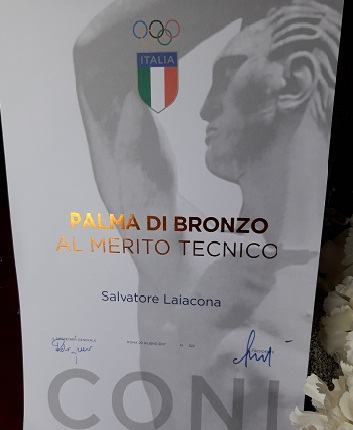 ITALIA
PALMA DI BRONZO
AL MERITO TECNICO
Salvatore Laiacona
CONI